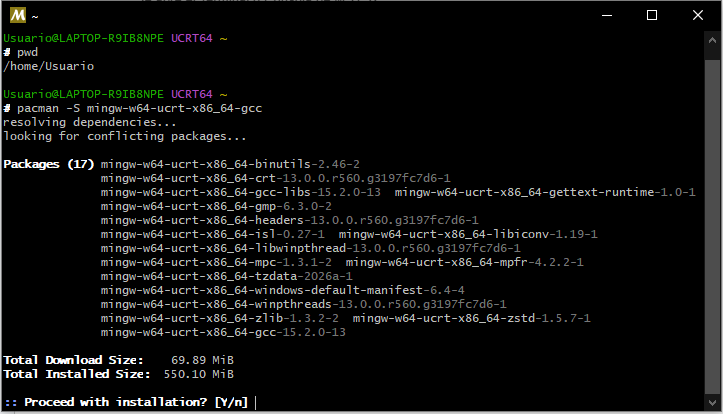 ~
Usuario@LAPTOP-R9IB8NPE UCRT64 ~
# pwd
/home/Usuario
Usuario@LAPTOP-R9IB8NPE UCRT64 ~
# pacman -S mingw-w64-ucrt-x86_64-gcc
resolving dependencies...
looking for conflicting packages...
Packages (17) mingw-w64-ucrt-x86_64-binutils-2.46-2
mingw-w64-ucrt-x86_64-crt-13.0.0.r560.g3197fc7d6-1
mingw-w64-ucrt-x86_64-gcc-libs-15.2.0-13  mingw-w64-ucrt-x86_64-gettext-runtime-1.0-1
mingw-w64-ucrt-x86_64-gmp-6.3.0-2
mingw-w64-ucrt-x86_64-headers-13.0.0.r560.g3197fc7d6-1
mingw-w64-ucrt-x86_64-isl-0.27-1  mingw-w64-ucrt-x86_64-libiconv-1.19-1
mingw-w64-ucrt-x86_64-libwinpthread-13.0.0.r560.g3197fc7d6-1
mingw-w64-ucrt-x86_64-mpc-1.3.1-2  mingw-w64-ucrt-x86_64-mpfr-4.2.2-1
mingw-w64-ucrt-x86_64-tzdata-2026a-1
mingw-w64-ucrt-x86_64-windows-default-manifest-6.4-4
mingw-w64-ucrt-x86_64-winpthreads-13.0.0.r560.g3197fc7d6-1
mingw-w64-ucrt-x86_64-zlib-1.3.2-2  mingw-w64-ucrt-x86_64-zstd-1.5.7-1
mingw-w64-ucrt-x86_64-gcc-15.2.0-13
Total Download Size:    69.89 MiB
Total Installed Size:  550.10 MiB
:: Proceed with installation? [Y/n]